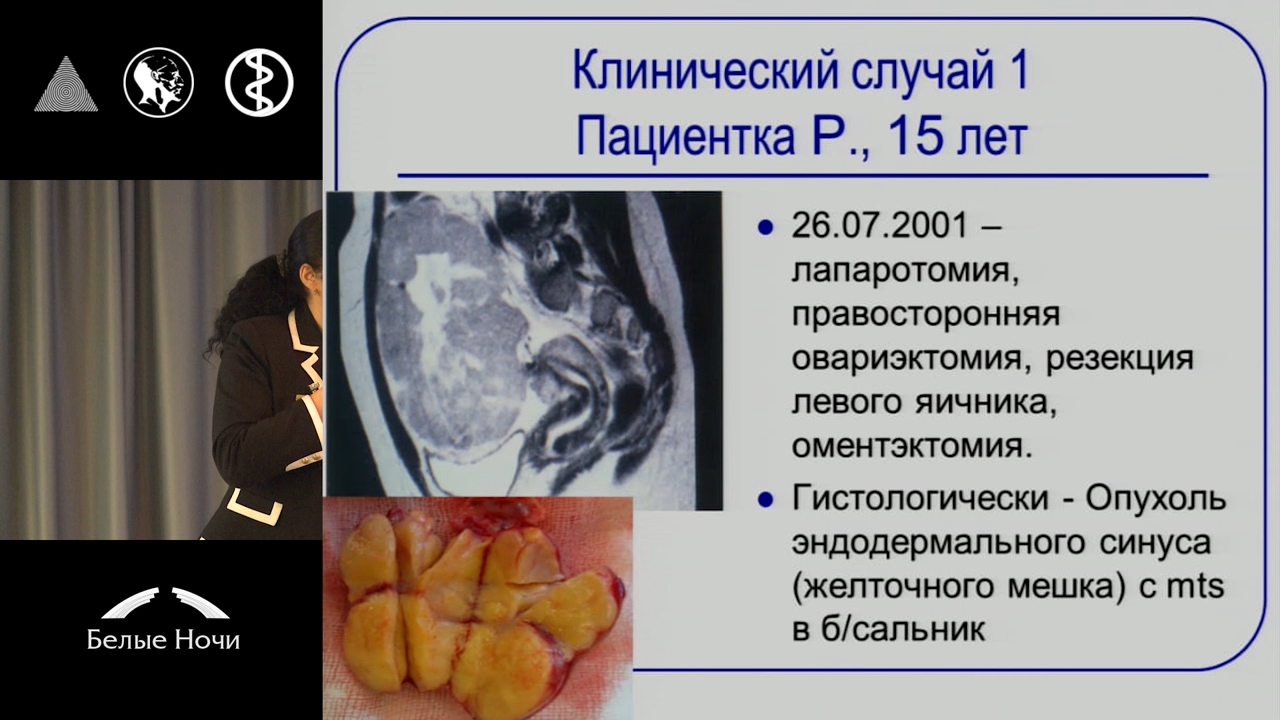 Клинический случай 1
Пациентка Р., 15 лет
26.07.2001 –
лапаротомия,
правосторонняя
овариэктомия, резекция
левого яичника,
оментэктомия.
Гистологически - Опухоль
эндодермального синуса
(желточного мешка) с mts
в б/сальник
Белые Ночи